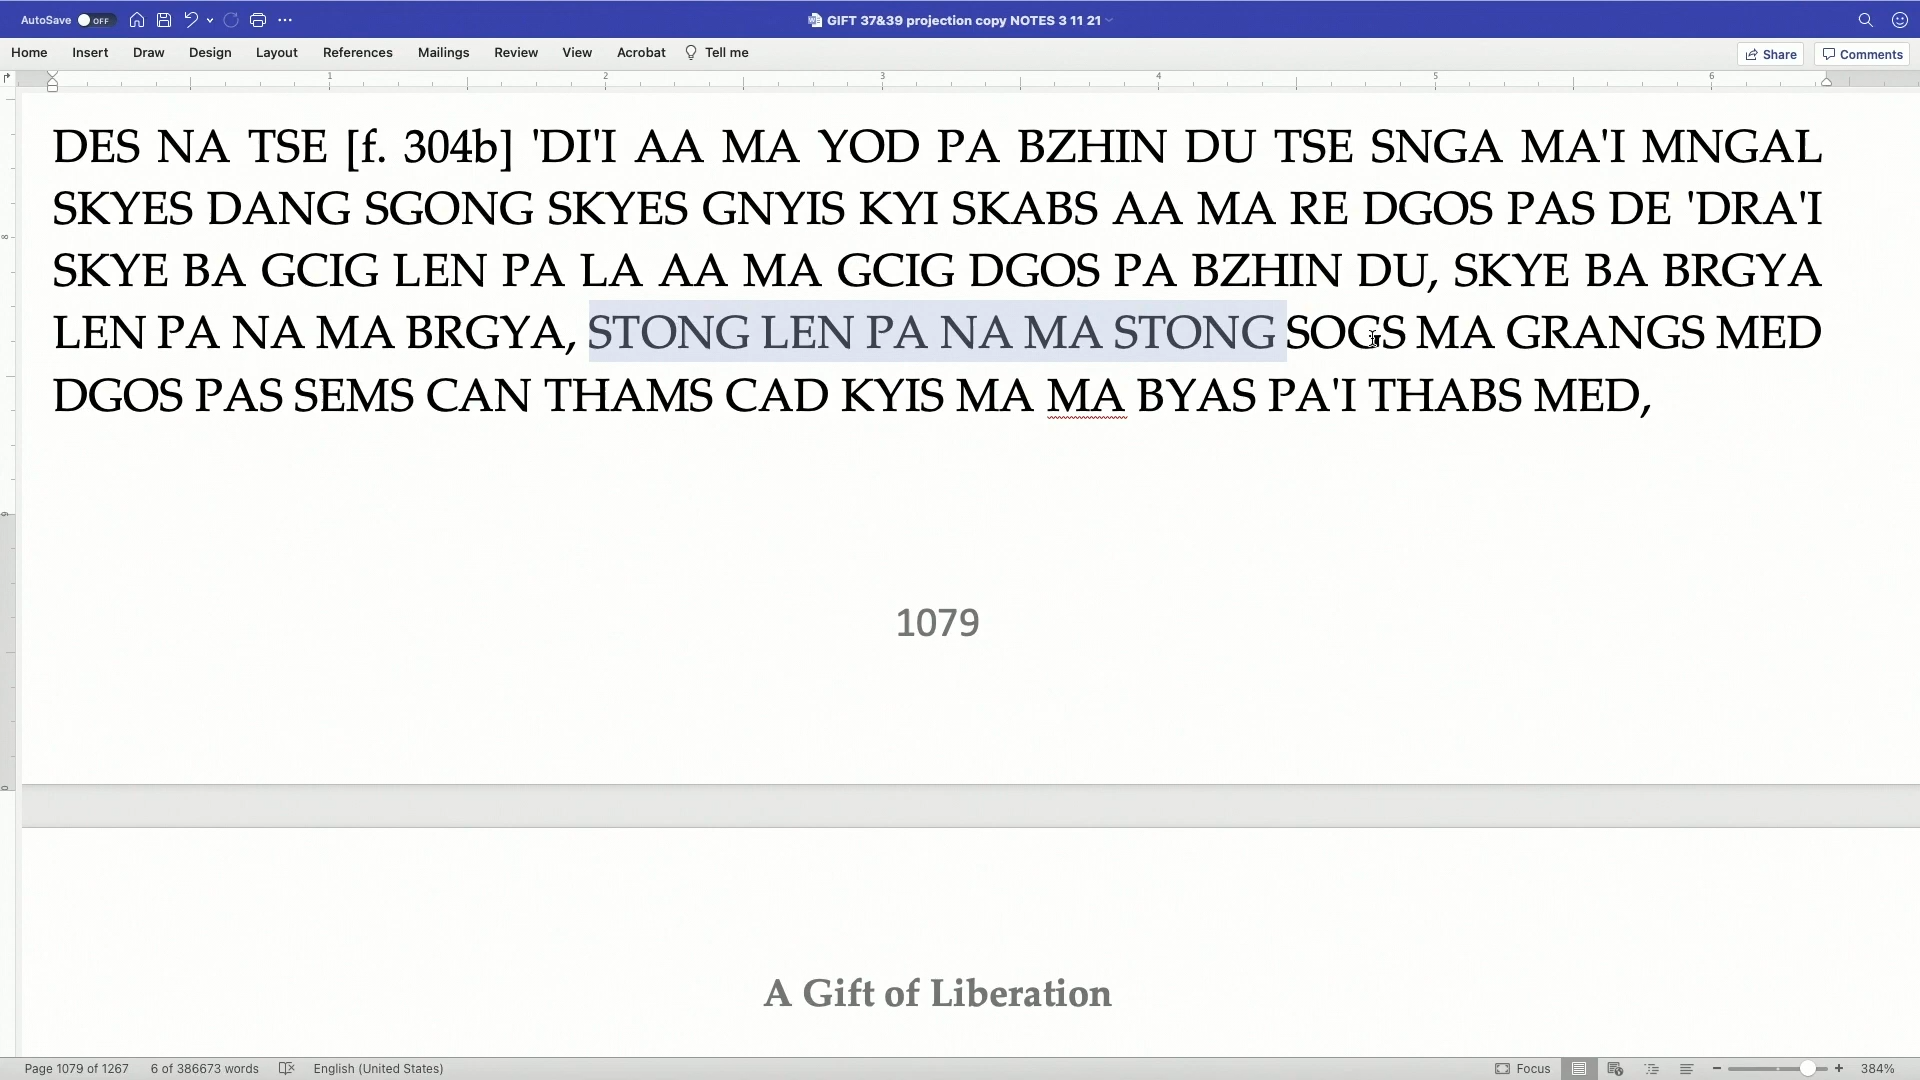 AutoSave OFF
GIFT 37&39 projection copy NOTES 3 11 21
Home Insert Draw Design Layout References Mailings Review View Acrobat Tell me
Share Comments
1 2 3 4 5 6
DES NA TSE [f. 304b] 'DI'I AA MA YOD PA BZHIN DU TSE SNGA MA'I MNGAL
SKYES DANG SGONG SKYES GNYIS KYI SKABS AA MA RE DGOS PAS DE 'DRA'I
SKYE BA GCIG LEN PA LA AA MA GCIG DGOS PA BZHIN DU, SKYE BA BRGYA
LEN PA NA MA BRGYA, STONG LEN PA NA MA STONG SOGS MA GRANGS MED
DGOS PAS SEMS CAN THAMS CAD KYIS MA MA BYAS PA'I THABS MED,
1079
A Gift of Liberation
Page 1079 of 1267 6 of 386673 words English (United States) Focus 384%